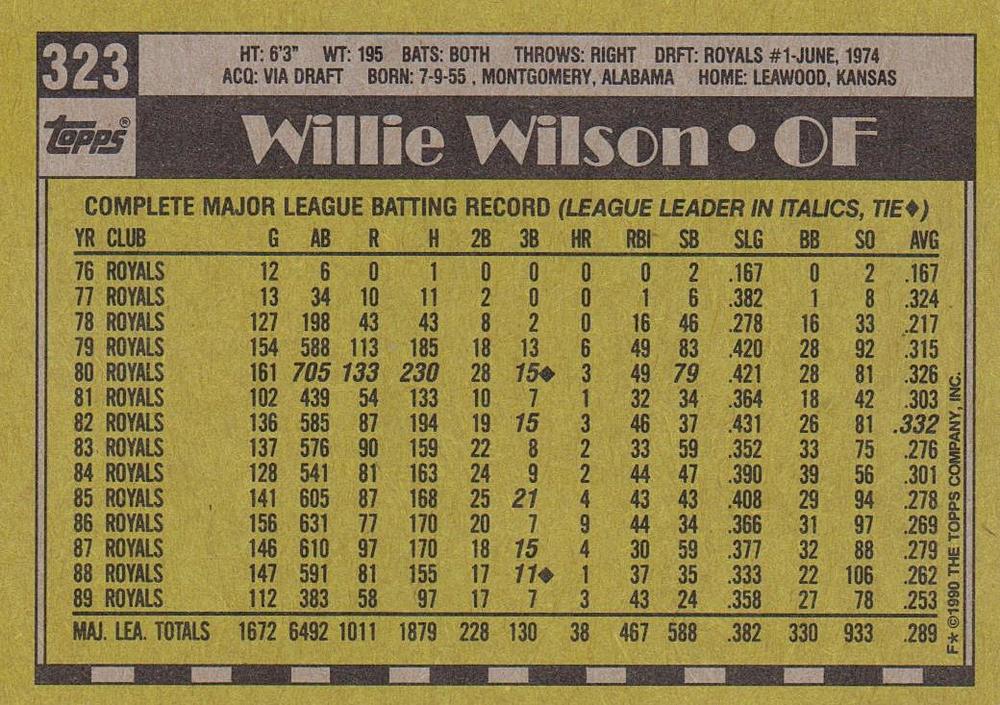 323
HT: 6'3" WT: 195 BATS: BOTH THROWS: RIGHT DRFT: ROYALS #1-JUNE, 1974
ACQ: VIA DRAFT BORN: 7-9-55 , MONTGOMERY, ALABAMA HOME: LEAWOOD, KANSAS
topps®
Willie Wilson • OF
COMPLETE MAJOR LEAGUE BATTING RECORD (LEAGUE LEADER IN ITALICS, TIE♦)
YR CLUB G AB R H 2B 3B HR RBI SB SLG BB SO AVG
76 ROYALS 12 6 0 1 0 0 0 0 2 .167 0 2 .167
77 ROYALS 13 34 10 11 2 0 0 1 6 .382 1 8 .324
78 ROYALS 127 198 43 43 8 2 0 16 46 .278 16 33 .217
79 ROYALS 154 588 113 185 18 13 6 49 83 .420 28 92 .315
80 ROYALS 161 705 133 230 28 15♦ 3 49 79 .421 28 81 .326
81 ROYALS 102 439 54 133 10 7 1 32 34 .364 18 42 .303
82 ROYALS 136 585 87 194 19 15 3 46 37 .431 26 81 .332
83 ROYALS 137 576 90 159 22 8 2 33 59 .352 33 75 .276
84 ROYALS 128 541 81 163 24 9 2 44 47 .390 39 56 .301
85 ROYALS 141 605 87 168 25 21 4 43 43 .408 29 94 .278
86 ROYALS 156 631 77 170 20 7 9 44 34 .366 31 97 .269
87 ROYALS 146 610 97 170 18 15 4 30 59 .377 32 88 .279
88 ROYALS 147 591 81 155 17 11♦ 1 37 35 .333 22 106 .262
89 ROYALS 112 383 58 97 17 7 3 43 24 .358 27 78 .253
MAJ. LEA. TOTALS 1672 6492 1011 1879 228 130 38 467 588 .382 330 933 .289
F* ©1990 THE TOPPS COMPANY, INC.